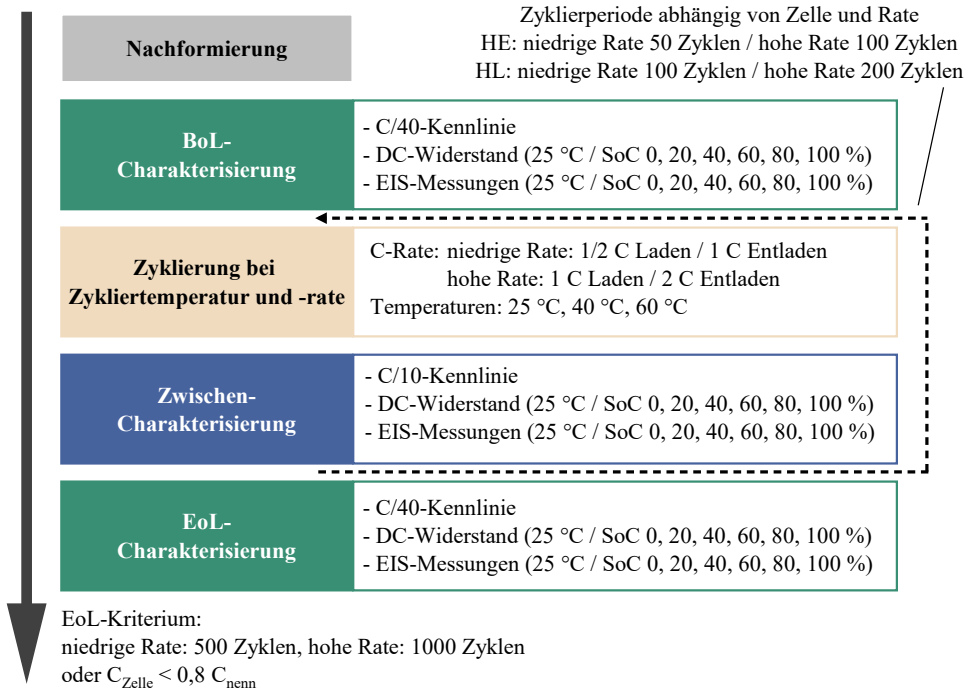 Zyklierperiode abhängig von Zelle und Rate
HE: niedrige Rate 50 Zyklen / hohe Rate 100 Zyklen
HL: niedrige Rate 100 Zyklen / hohe Rate 200 Zyklen
Nachformierung
BoL-
Charakterisierung
- C/40-Kennlinie
- DC-Widerstand (25 °C / SoC 0, 20, 40, 60, 80, 100 %)
- EIS-Messungen (25 °C / SoC 0, 20, 40, 60, 80, 100 %)
Zyklierung bei
Zykliertemperatur und -rate
C-Rate: niedrige Rate: 1/2 C Laden / 1 C Entladen
hohe Rate: 1 C Laden / 2 C Entladen
Temperaturen: 25 °C, 40 °C, 60 °C
Zwischen-
Charakterisierung
- C/10-Kennlinie
- DC-Widerstand (25 °C / SoC 0, 20, 40, 60, 80, 100 %)
- EIS-Messungen (25 °C / SoC 0, 20, 40, 60, 80, 100 %)
EoL-
Charakterisierung
- C/40-Kennlinie
- DC-Widerstand (25 °C / SoC 0, 20, 40, 60, 80, 100 %)
- EIS-Messungen (25 °C / SoC 0, 20, 40, 60, 80, 100 %)
EoL-Kriterium:
niedrige Rate: 500 Zyklen, hohe Rate: 1000 Zyklen
oder C_Zelle < 0,8 C_nenn